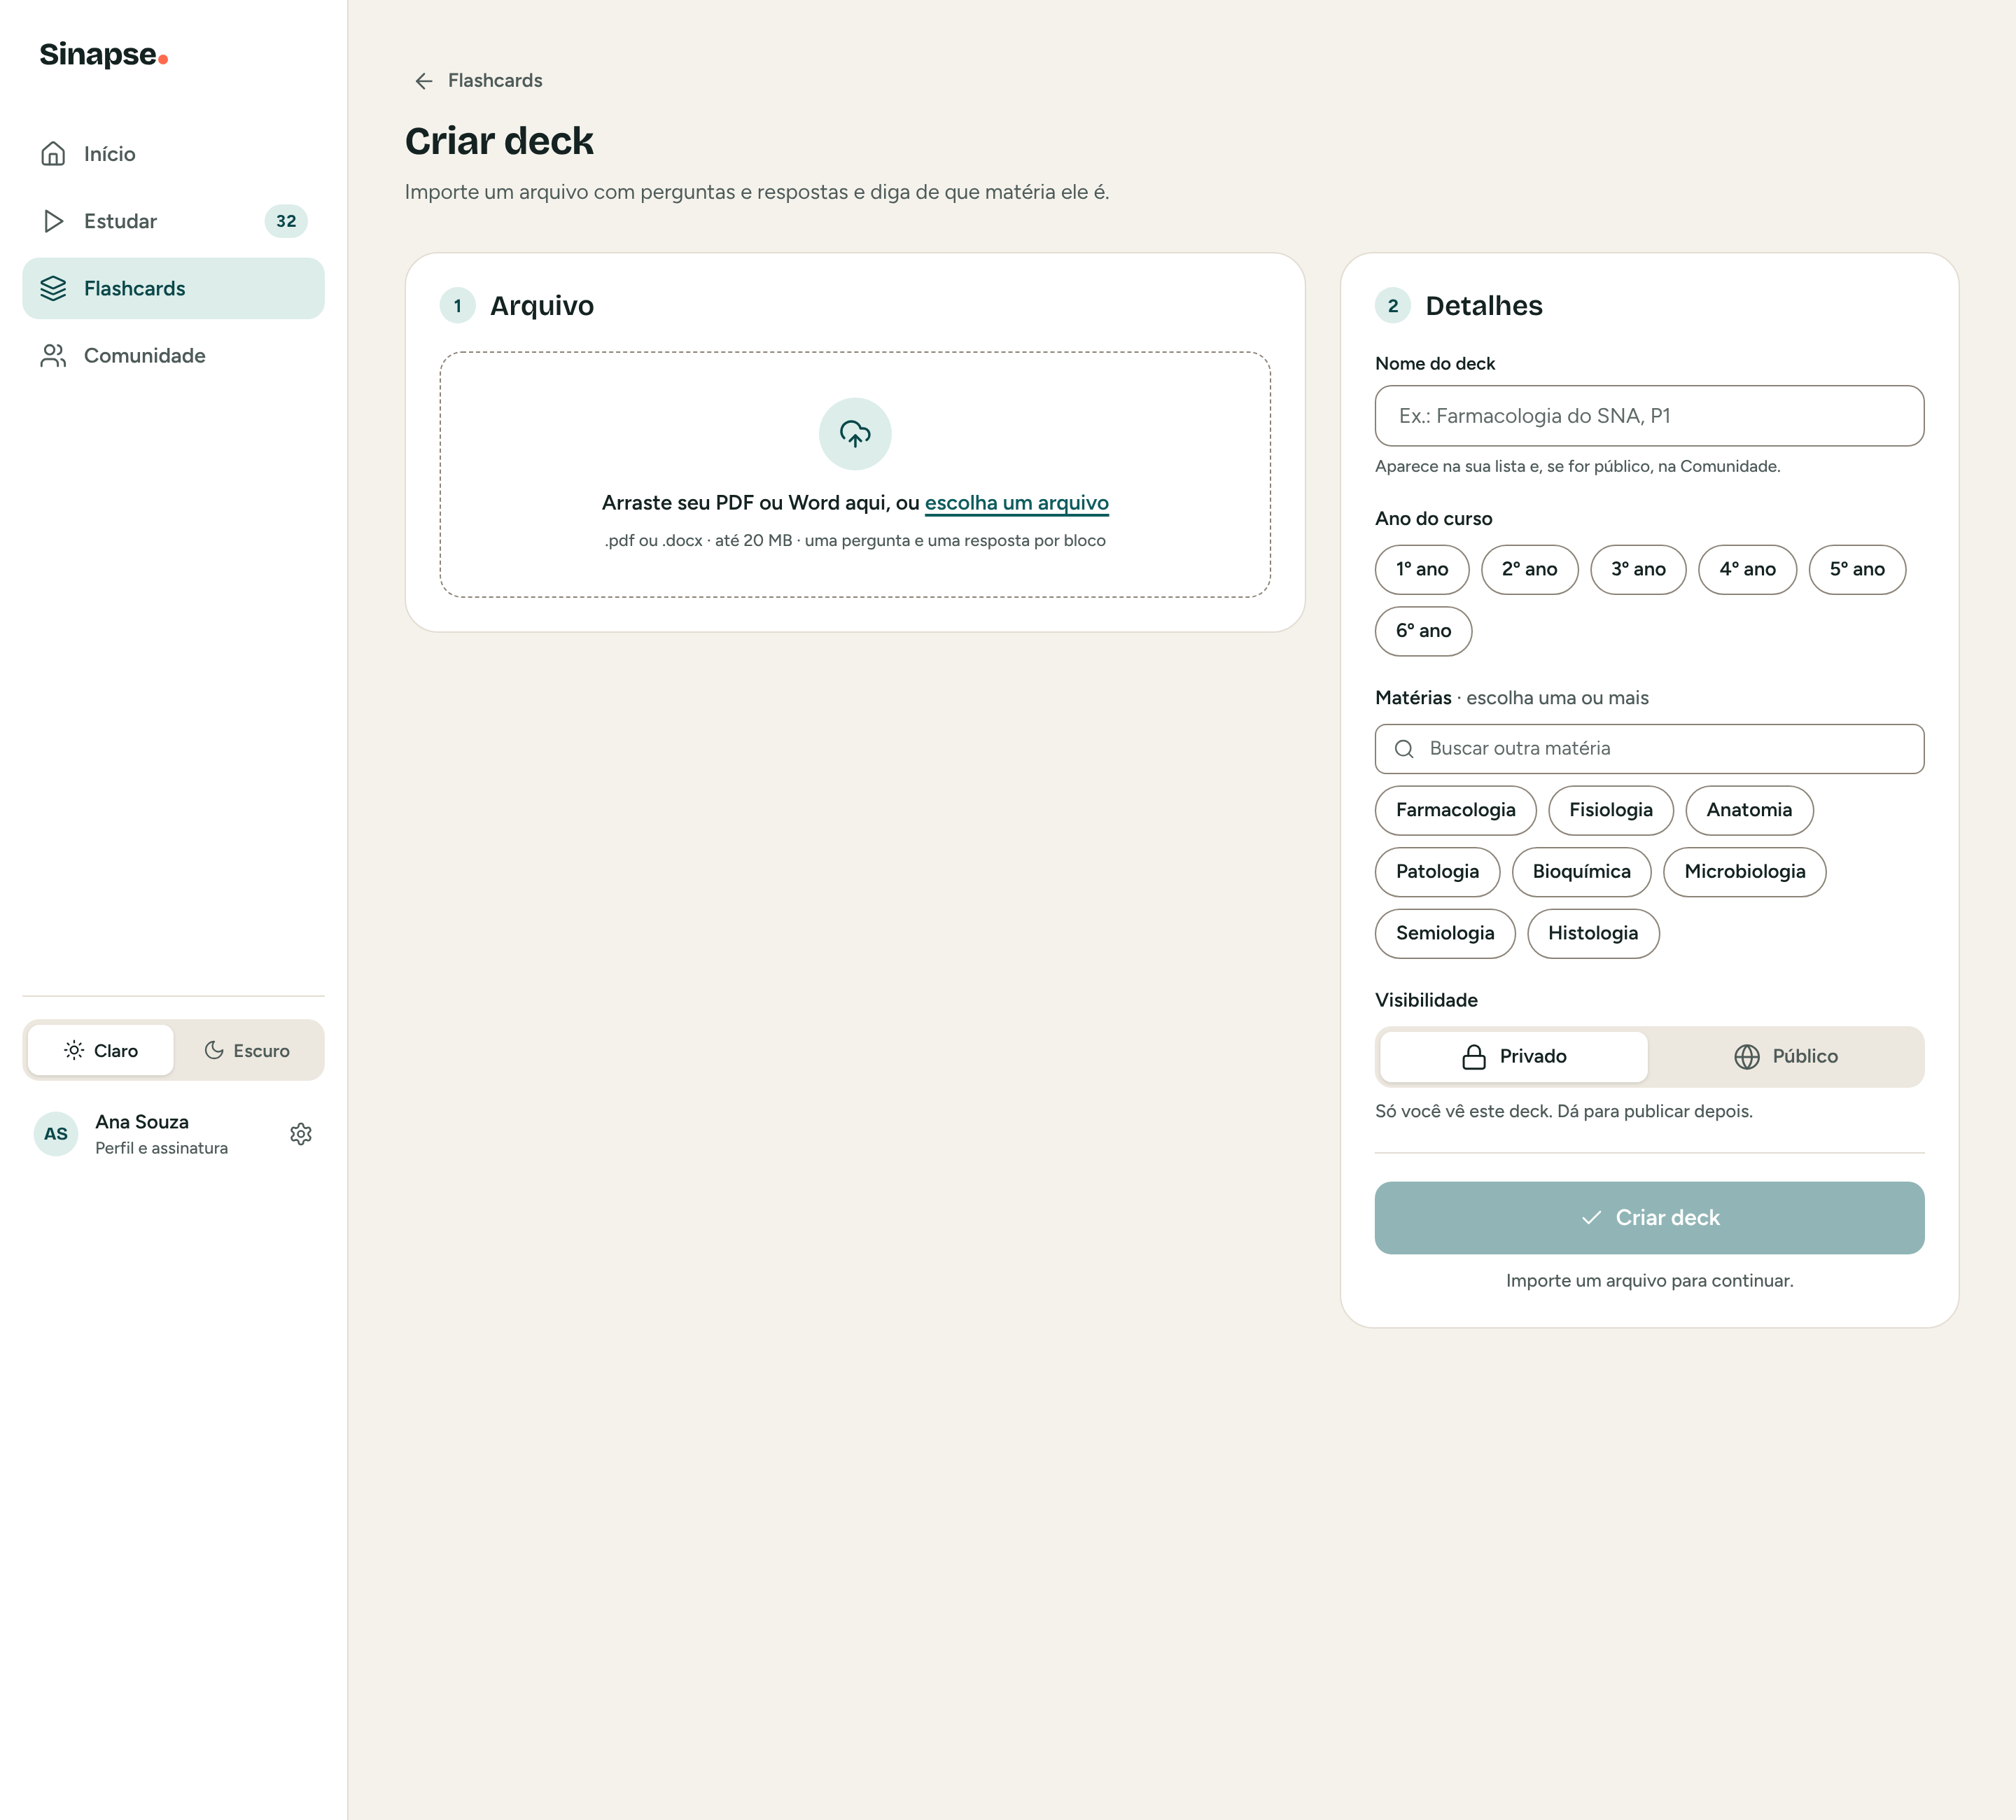 Sinapse.
Início
Estudar 32
Flashcards
Comunidade
Claro Escuro
AS
Ana Souza
Perfil e assinatura
Flashcards
Criar deck
Importe um arquivo com perguntas e respostas e diga de que matéria ele é.
1 Arquivo
Arraste seu PDF ou Word aqui, ou escolha um arquivo
.pdf ou .docx · até 20 MB · uma pergunta e uma resposta por bloco
2 Detalhes
Nome do deck
Ex.: Farmacologia do SNA, P1
Aparece na sua lista e, se for público, na Comunidade.
Ano do curso
1º ano 2º ano 3º ano 4º ano 5º ano
6º ano
Matérias · escolha uma ou mais
Buscar outra matéria
Farmacologia Fisiologia Anatomia
Patologia Bioquímica Microbiologia
Semiologia Histologia
Visibilidade
Privado Público
Só você vê este deck. Dá para publicar depois.
Criar deck
Importe um arquivo para continuar.